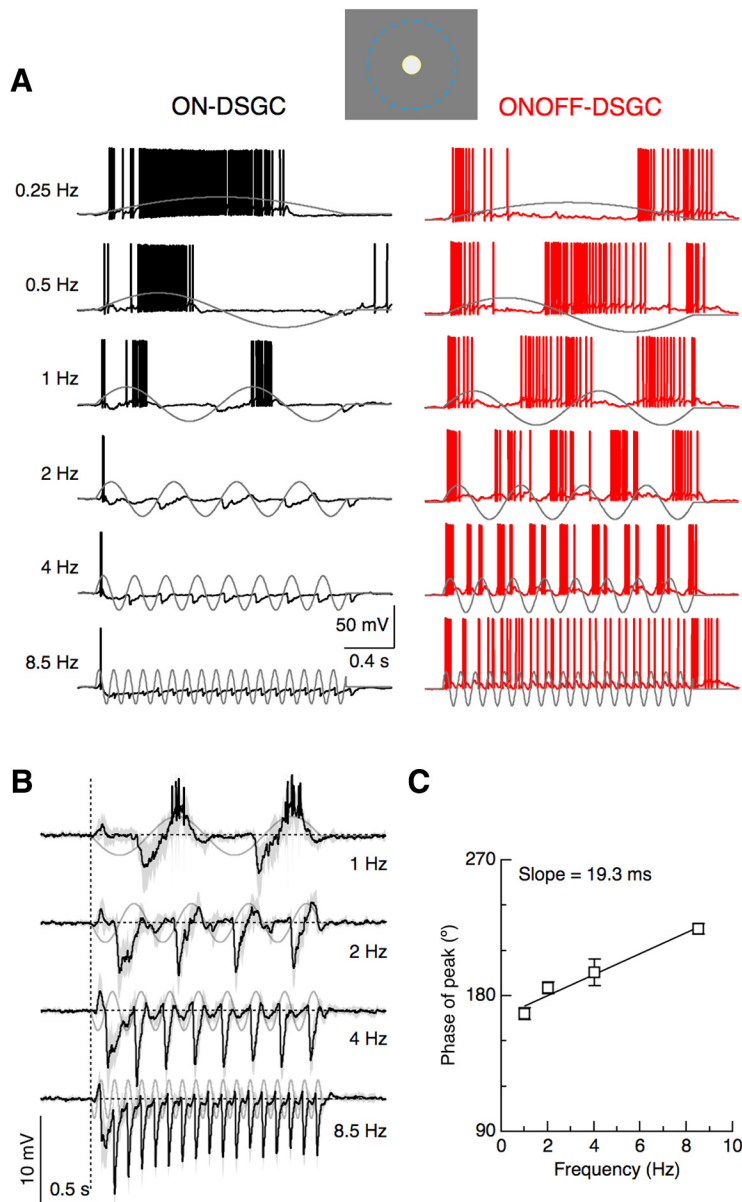 A
ON-DSGC
ONOFF-DSGC
0.25 Hz
0.5 Hz
1 Hz
2 Hz
4 Hz
8.5 Hz
50 mV
0.4 s
B
1 Hz
2 Hz
4 Hz
8.5 Hz
10 mV
0.5 s
C
Slope = 19.3 ms
Phase of peak (°)
270
180
90
0
2
4
6
8
10
Frequency (Hz)